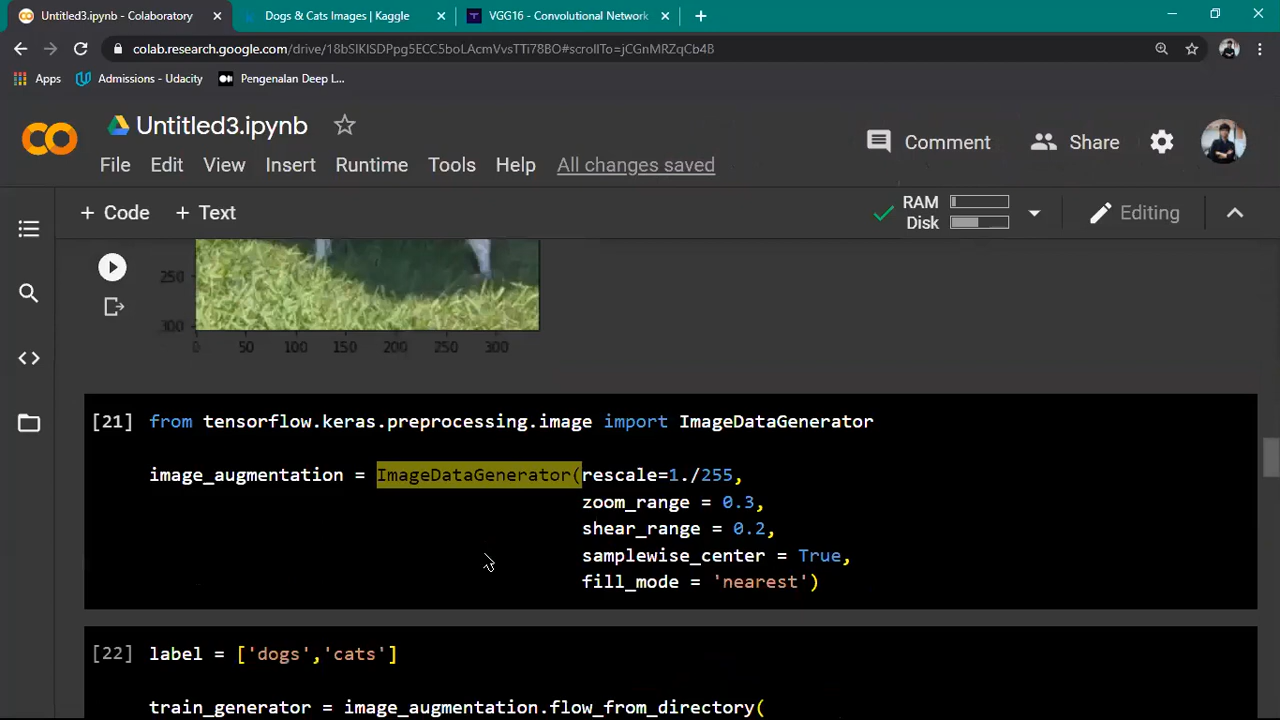 Untitled3.ipynb - Colaboratory
Dogs & Cats Images | Kaggle
VGG16 - Convolutional Network
colab.research.google.com/drive/18bSlKlSDPpg5ECC5boLAcmVvsTTi78BO#scrollTo=jCGnMRZqCb4B
Apps
Admissions - Udacity
Pengenalan Deep L...
Untitled3.ipynb
File Edit View Insert Runtime Tools Help All changes saved
Comment
Share
+ Code + Text
RAM
Disk
Editing
250
300
0 50 100 150 200 250 300
[21] from tensorflow.keras.preprocessing.image import ImageDataGenerator
image_augmentation = ImageDataGenerator(rescale=1./255,
zoom_range = 0.3,
shear_range = 0.2,
samplewise_center = True,
fill_mode = 'nearest')
[22] label = ['dogs','cats']
train_generator = image_augmentation.flow_from_directory(